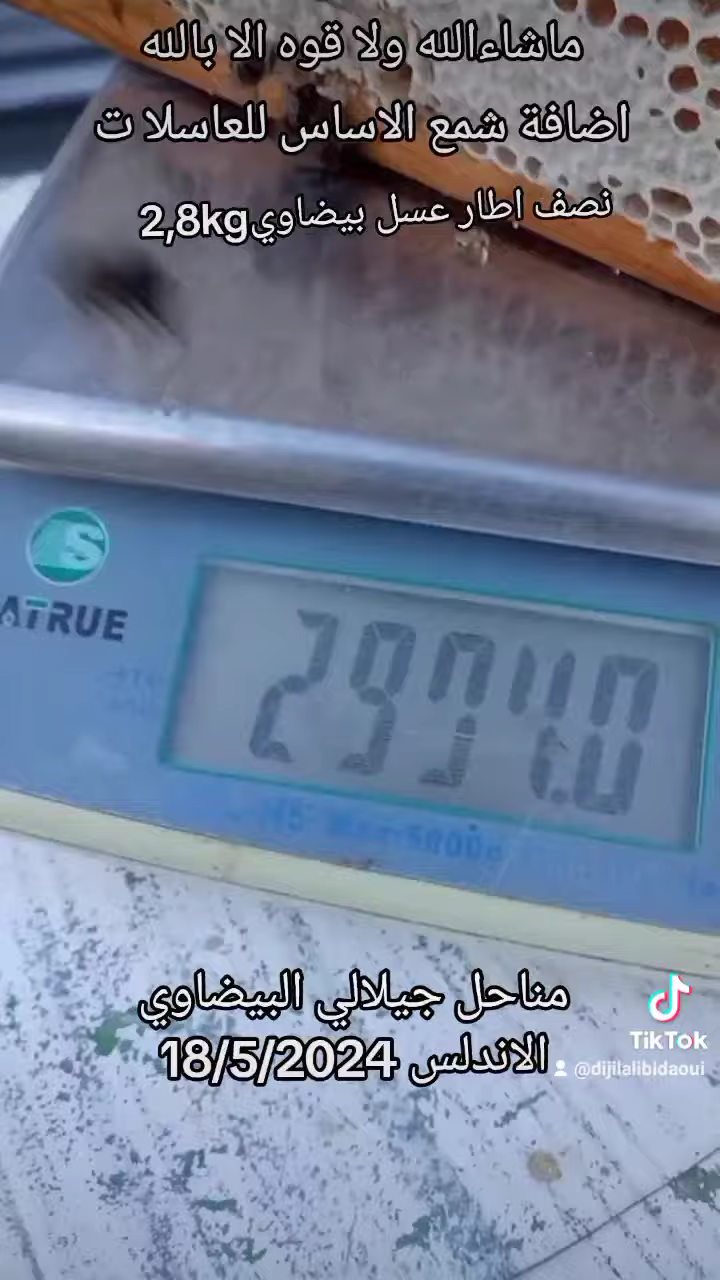 ماشاءالله ولا قوه الا بالله
اضافة شمع الاساس للعاسلا ت
نصف اطار عسل بيضاوي2,8kg
ATRUE
مناحل جيلالي البيضاوي
الاندلس 18/5/2024
TikTok
@dijilalibidaoui